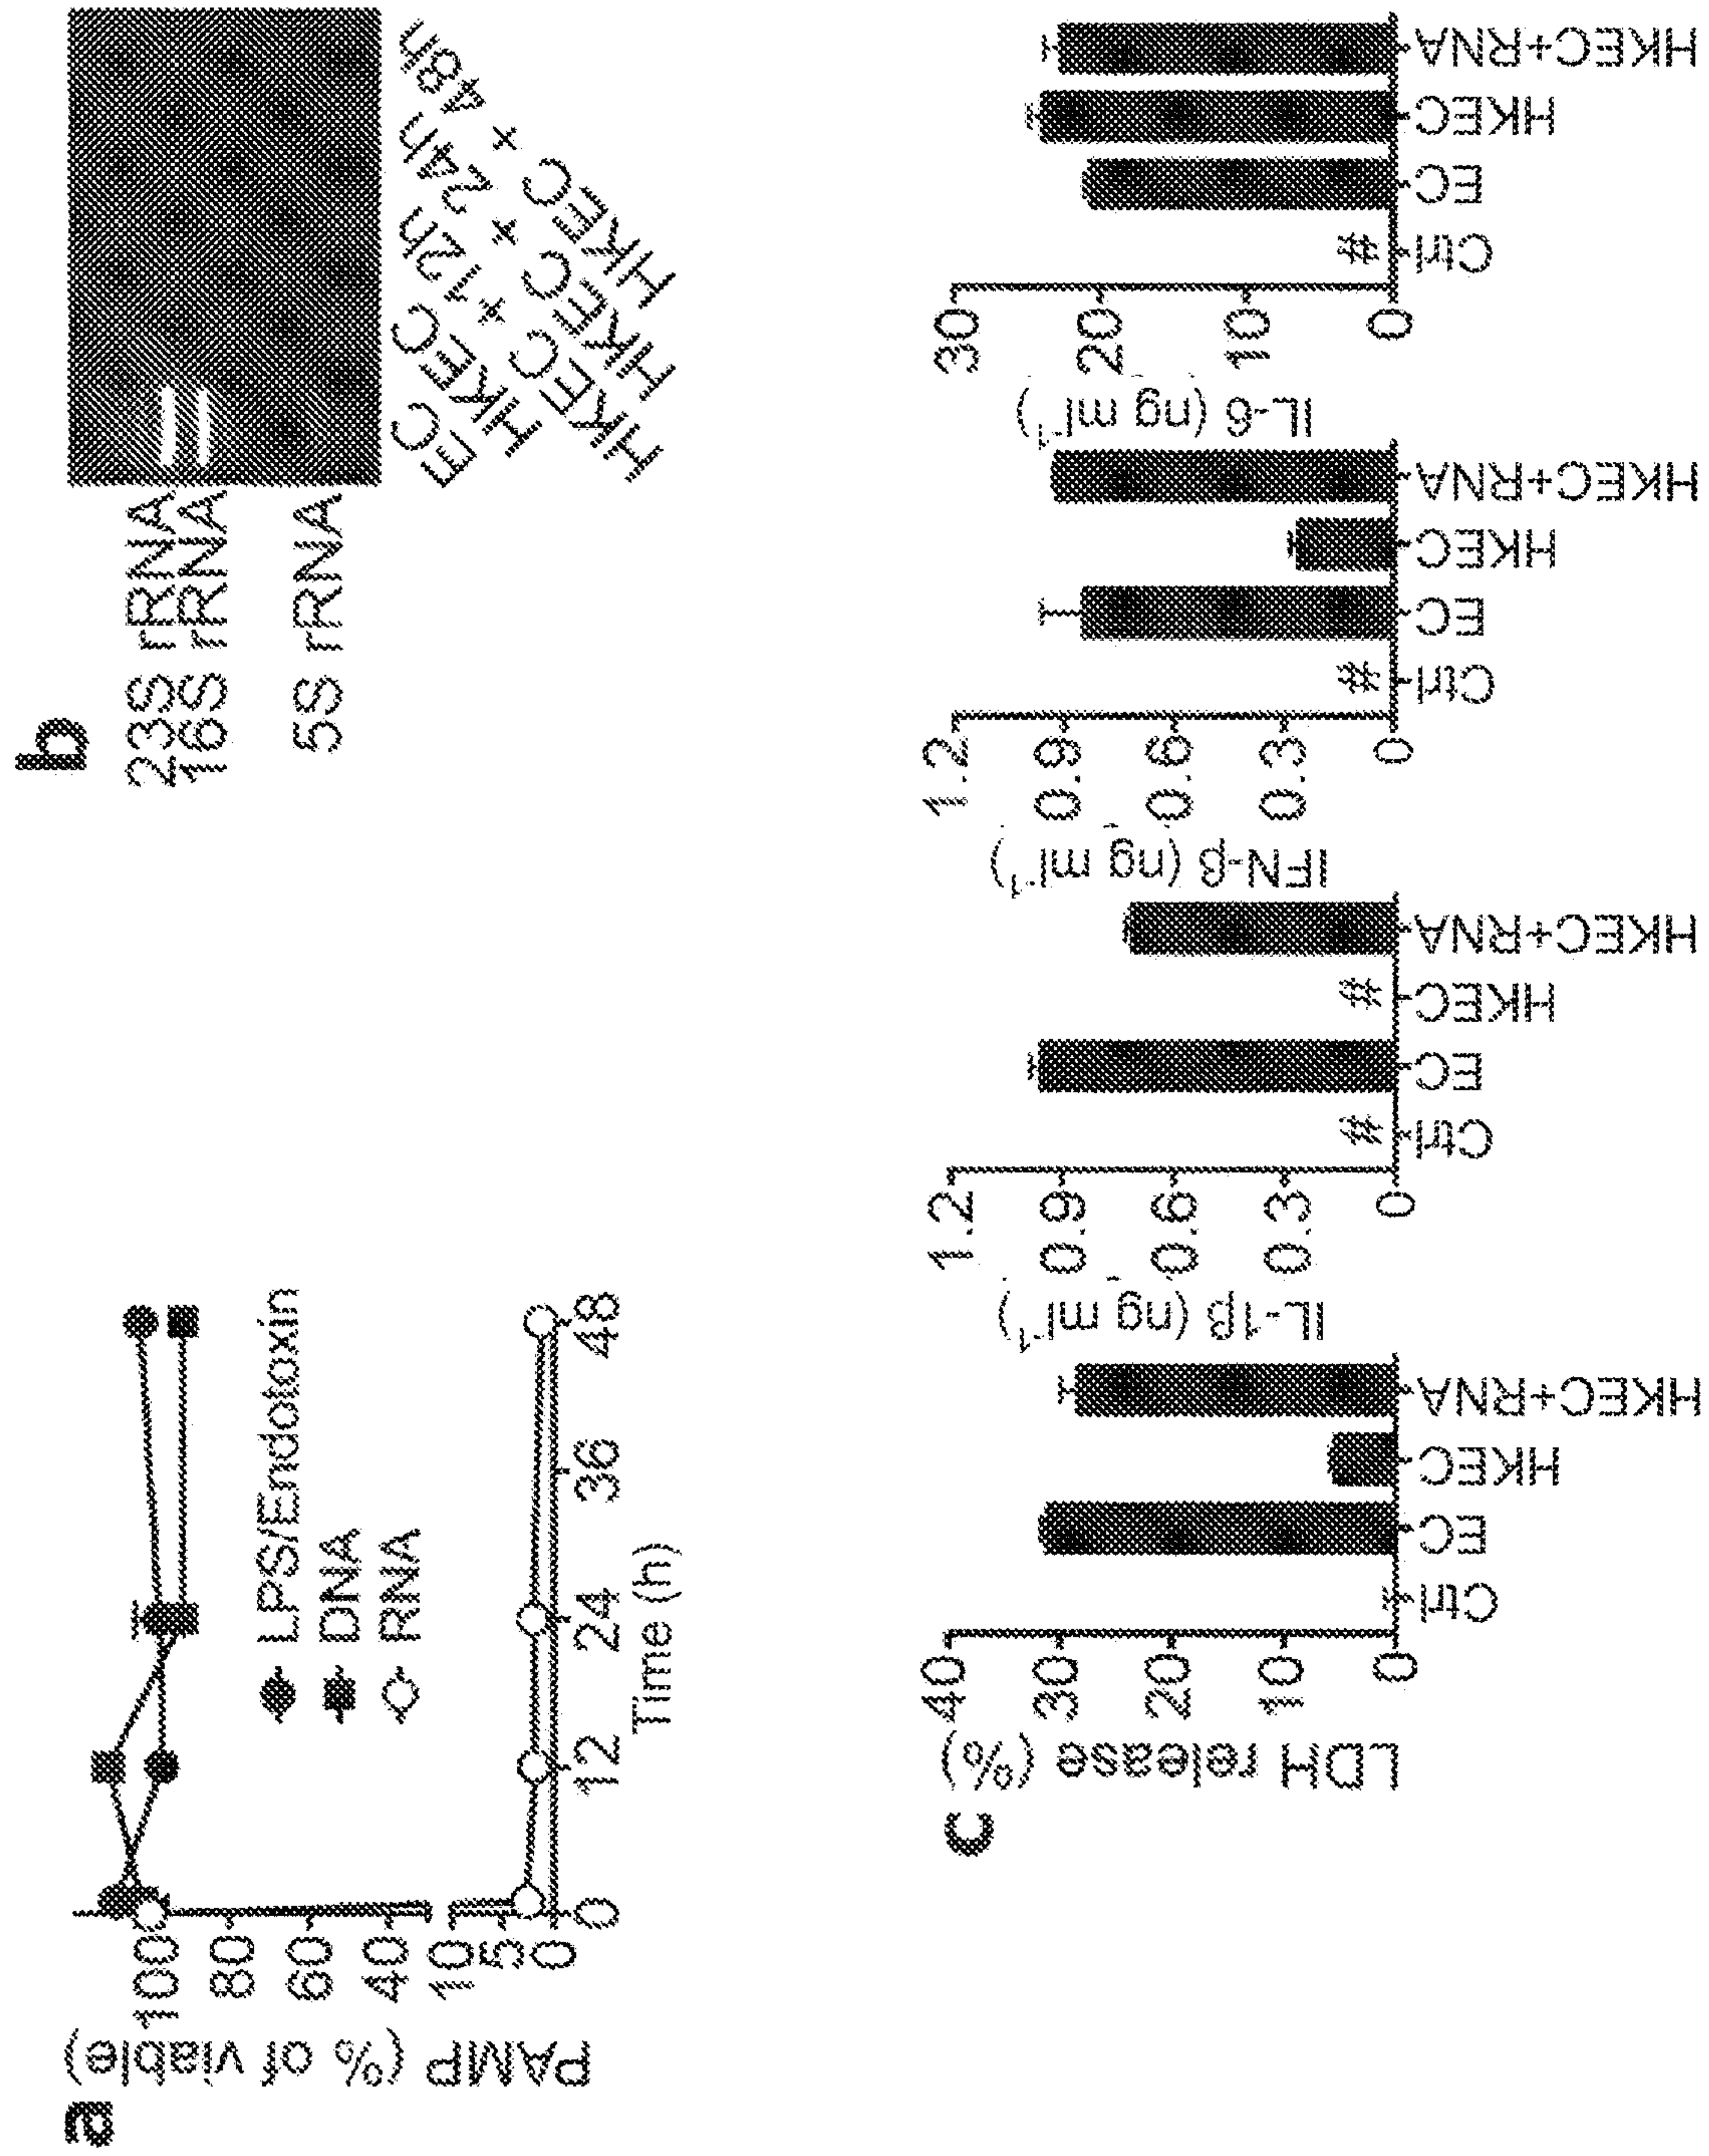 a
PAMP (% of viable)
100
80
60
40
10
5
0
0 12 24 36 48
Time (h)
LPS/Endotoxin
DNA
RNA
b
23S rRNA
16S rRNA
5S rRNA
EC
HKEC
HKEC + 12h
HKEC + 24h
HKEC + 48h
c
LDH release (%)
40
30
20
10
0
Ctrl
EC
HKEC
HKEC+RNA
IL-1β (ng ml⁻¹)
1.2
0.9
0.6
0.3
0
# #
Ctrl
EC
HKEC
HKEC+RNA
IFN-β (ng ml⁻¹)
1.2
0.9
0.6
0.3
0
#
Ctrl
EC
HKEC
HKEC+RNA
IL-6 (ng ml⁻¹)
30
20
10
0
#
Ctrl
EC
HKEC
HKEC+RNA